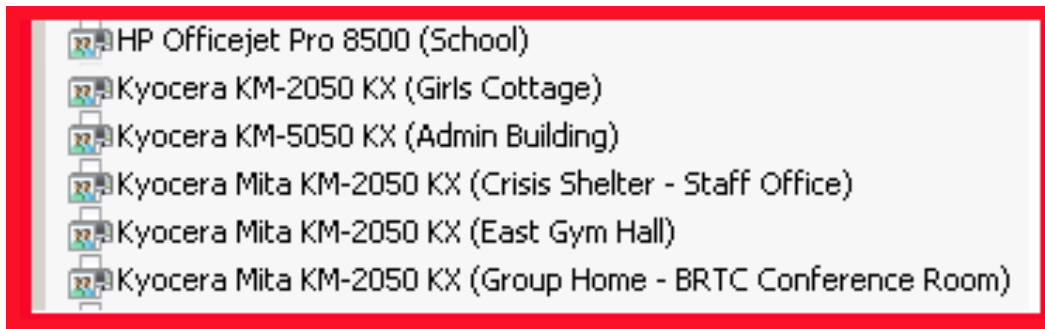 HP Officejet Pro 8500 (School)
Kyocera KM-2050 KX (Girls Cottage)
Kyocera KM-5050 KX (Admin Building)
Kyocera Mita KM-2050 KX (Crisis Shelter - Staff Office)
Kyocera Mita KM-2050 KX (East Gym Hall)
Kyocera Mita KM-2050 KX (Group Home - BRTC Conference Room)